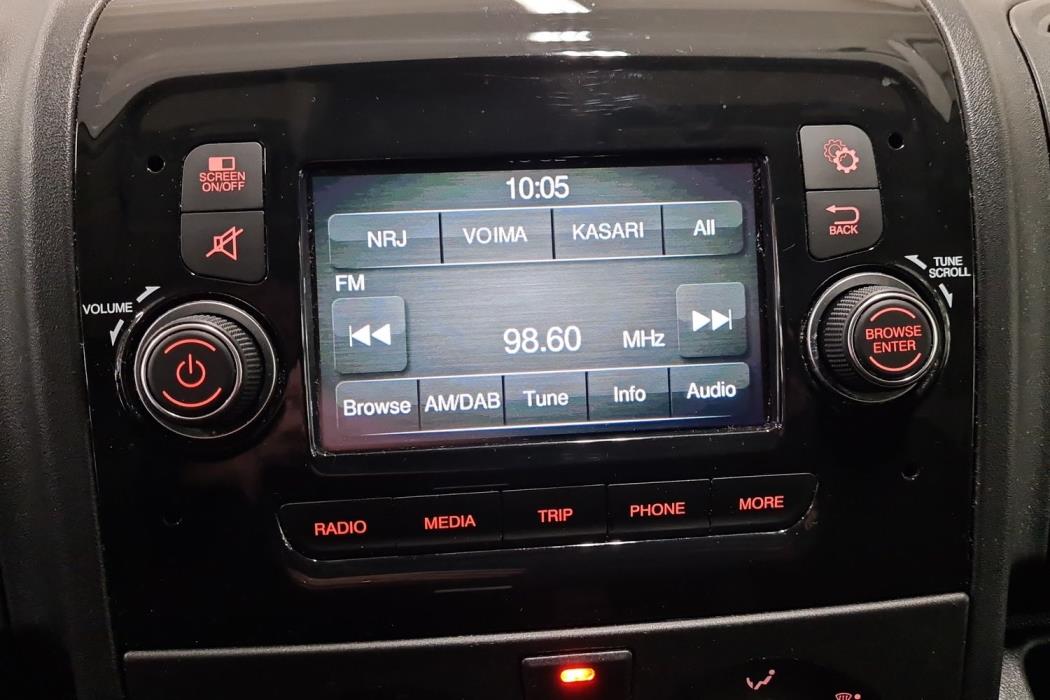 SCREEN
ON/OFF
BACK
VOLUME
TUNE
SCROLL
BROWSE
ENTER
10:05
NRJ VOIMA KASARI All
FM
98.60 MHz
Browse AM/DAB Tune Info Audio
RADIO MEDIA TRIP PHONE MORE